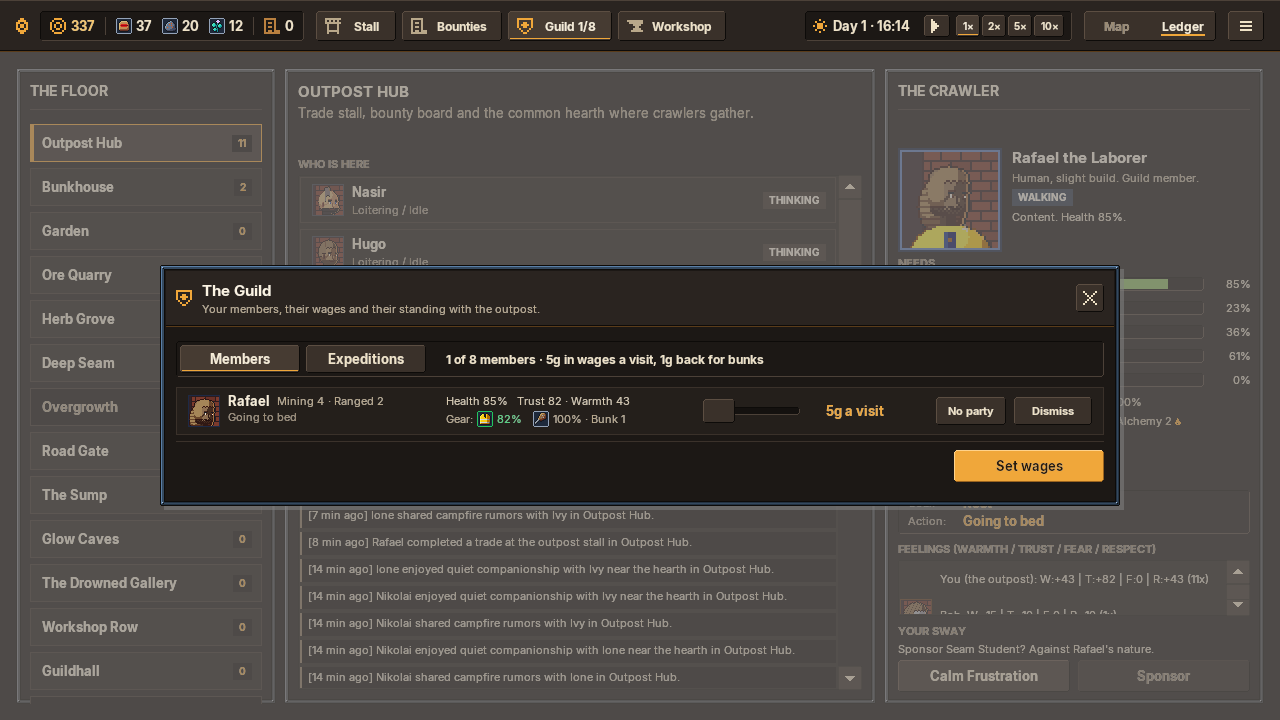 337 37 20 12 0 Stall Bounties Guild 1/8 Workshop Day 1 · 16:14 1x 2x 5x 10x Map Ledger
THE FLOOR
Outpost Hub 11
Bunkhouse 2
Garden 0
Ore Quarry
Herb Grove
Deep Seam
Overgrowth
Road Gate
The Sump
Glow Caves 0
The Drowned Gallery 0
Workshop Row 0
Guildhall 0
OUTPOST HUB
Trade stall, bounty board and the common hearth where crawlers gather.
WHO IS HERE
Nasir
Loitering / Idle
THINKING
Hugo
Loitering / Idle
THINKING
The Guild
Your members, their wages and their standing with the outpost.
Members Expeditions 1 of 8 members · 5g in wages a visit, 1g back for bunks
Rafael Mining 4 · Ranged 2
Going to bed
Health 85% Trust 82 · Warmth 43
Gear: 82% 100% · Bunk 1
5g a visit
No party Dismiss
Set wages
[7 min ago] Ione shared campfire rumors with Ivy in Outpost Hub.
[8 min ago] Rafael completed a trade at the outpost stall in Outpost Hub.
[14 min ago] Ione enjoyed quiet companionship with Ivy near the hearth in Outpost Hub.
[14 min ago] Nikolai enjoyed quiet companionship with Ivy near the hearth in Outpost Hub.
[14 min ago] Nikolai shared campfire rumors with Ivy in Outpost Hub.
[14 min ago] Nikolai enjoyed quiet companionship with Ione near the hearth in Outpost Hub.
[14 min ago] Nikolai shared campfire rumors with Ione in Outpost Hub.
THE CRAWLER
Rafael the Laborer
Human, slight build. Guild member.
WALKING
Content. Health 85%.
NEEDS
85%
23%
36%
61%
0%
Alchemy 2
Action: Going to bed
FEELINGS (WARMTH / TRUST / FEAR / RESPECT)
You (the outpost): W:+43 | T:+82 | F:0 | R:+43 (11x)
YOUR SWAY
Sponsor Seam Student? Against Rafael's nature.
Calm Frustration Sponsor